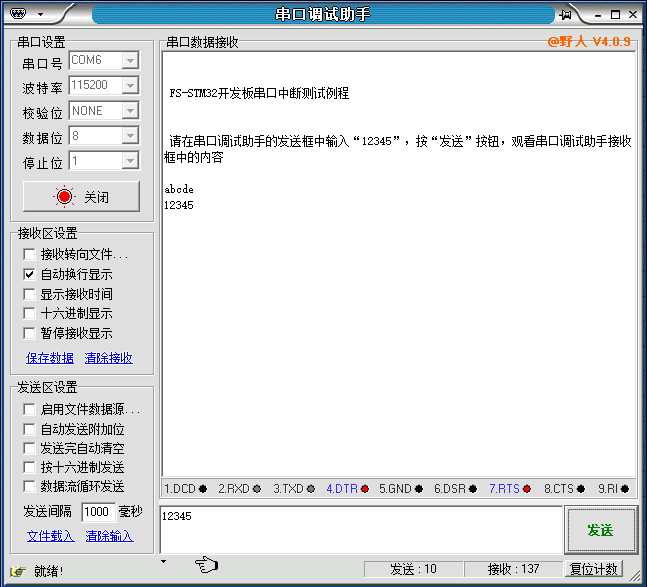 串口调试助手
串口设置
串口号 COM6
波特率 115200
校验位 NONE
数据位 8
停止位 1
关闭
接收区设置
接收转向文件...
自动换行显示
显示接收时间
十六进制显示
暂停接收显示
保存数据 清除接收
发送区设置
启用文件数据源...
自动发送附加位
发送完自动清空
按十六进制发送
数据流循环发送
发送间隔 1000 毫秒
文件载入 清除输入
就绪!
串口数据接收 @野人 V4.0.9
FS-STM32开发板串口中断测试例程
请在串口调试助手的发送框中输入“12345”，按“发送”按钮，观看串口调试助手接收
框中的内容
abcde
12345
1.DCD 2.RXD 3.TXD 4.DTR 5.GND 6.DSR 7.RTS 8.CTS 9.RI
12345
发送
发送 : 10 接收 : 137 复位计数